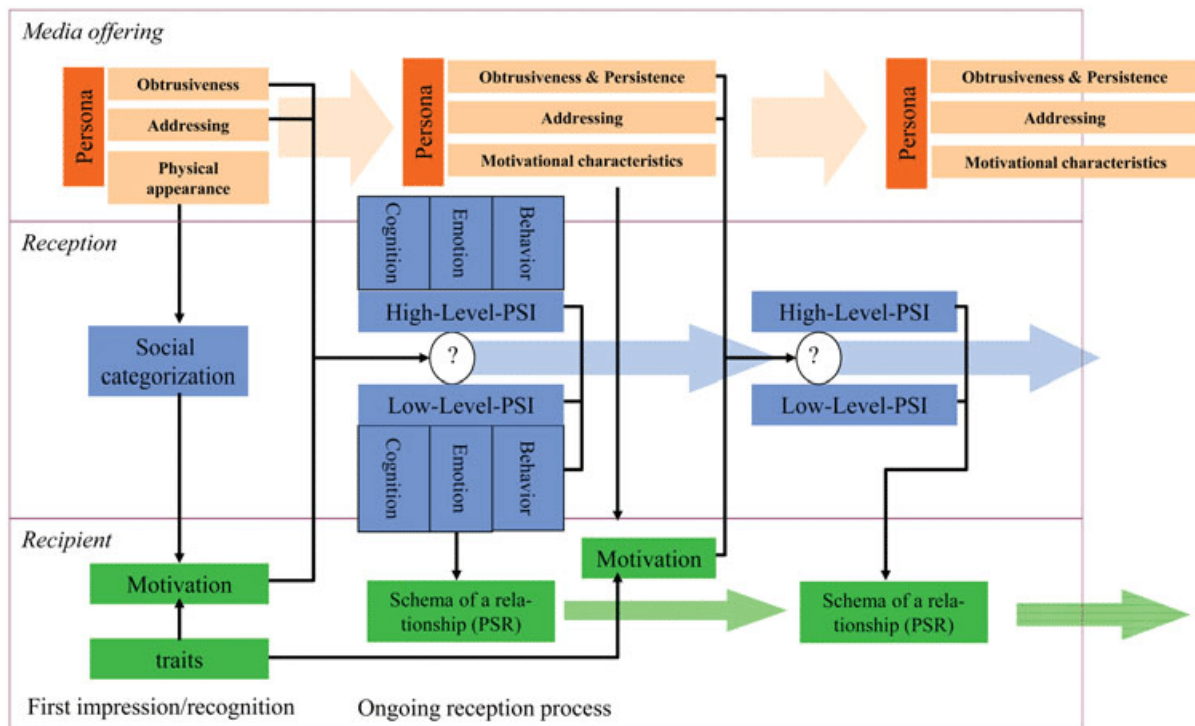 Media offering
Persona
Obtrusiveness
Addressing
Physical
appearance
Persona
Obtrusiveness & Persistence
Addressing
Motivational characteristics
Persona
Obtrusiveness & Persistence
Addressing
Motivational characteristics
Reception
Social
categorization
Cognition
Emotion
Behavior
High-Level-PSI
?
Low-Level-PSI
Cognition
Emotion
Behavior
High-Level-PSI
?
Low-Level-PSI
Recipient
Motivation
traits
Schema of a rela-
tionship (PSR)
Motivation
Schema of a rela-
tionship (PSR)
First impression/recognition
Ongoing reception process